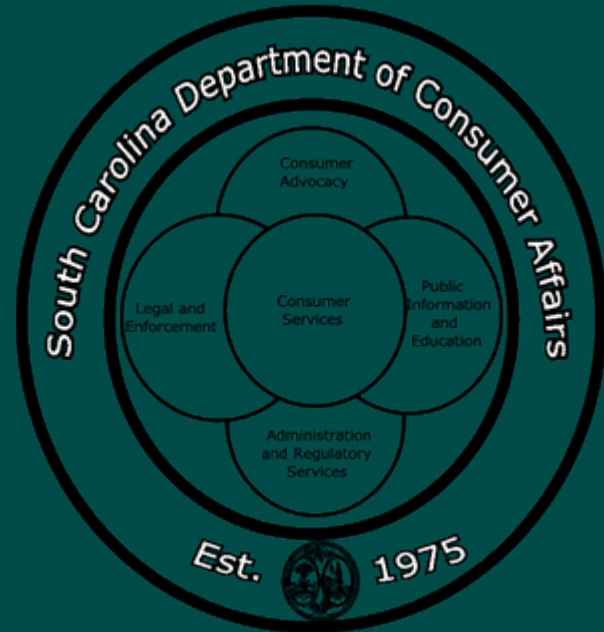 South Carolina Department of Consumer Affairs
Consumer
Advocacy
Legal and
Enforcement
Consumer
Services
Public
Information
and
Education
Administration
and Regulatory
Services
Est. 1975